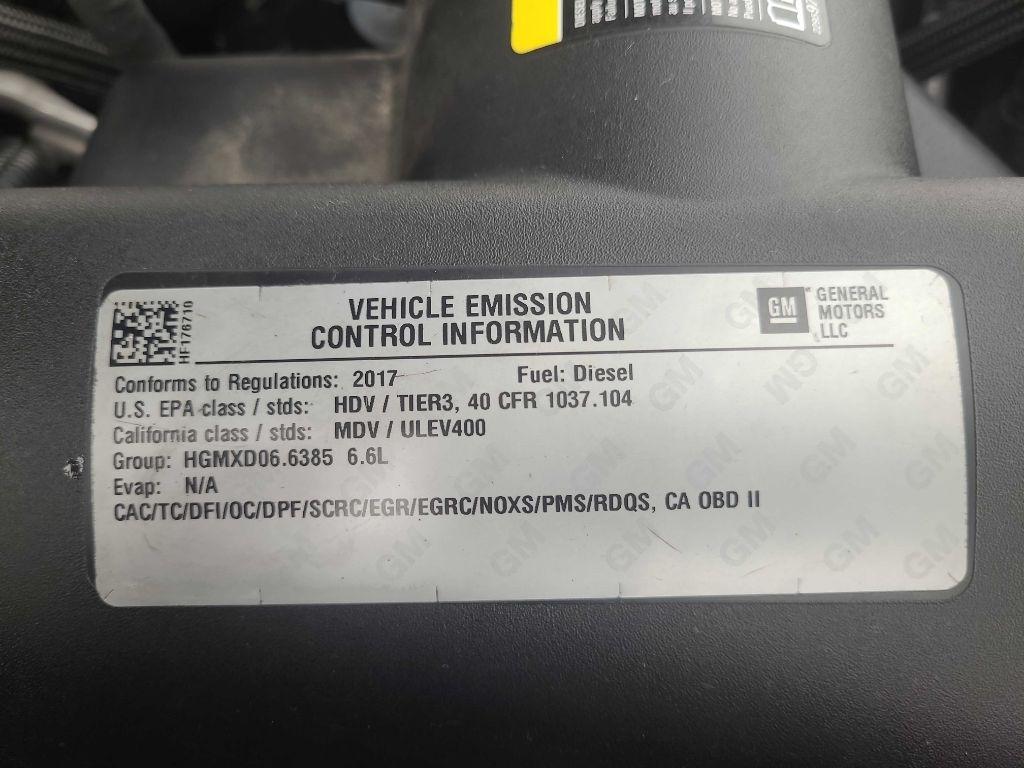 VEHICLE EMISSION
CONTROL INFORMATION
GM GENERAL
MOTORS
LLC
HF176710
Conforms to Regulations: 2017 Fuel: Diesel
U.S. EPA class / stds: HDV / TIER3, 40 CFR 1037.104
California class / stds: MDV / ULEV400
Group: HGMXD06.6385 6.6L
Evap: N/A
CAC/TC/DFI/OC/DPF/SCRC/EGR/EGRC/NOXS/PMS/RDQS, CA OBD II